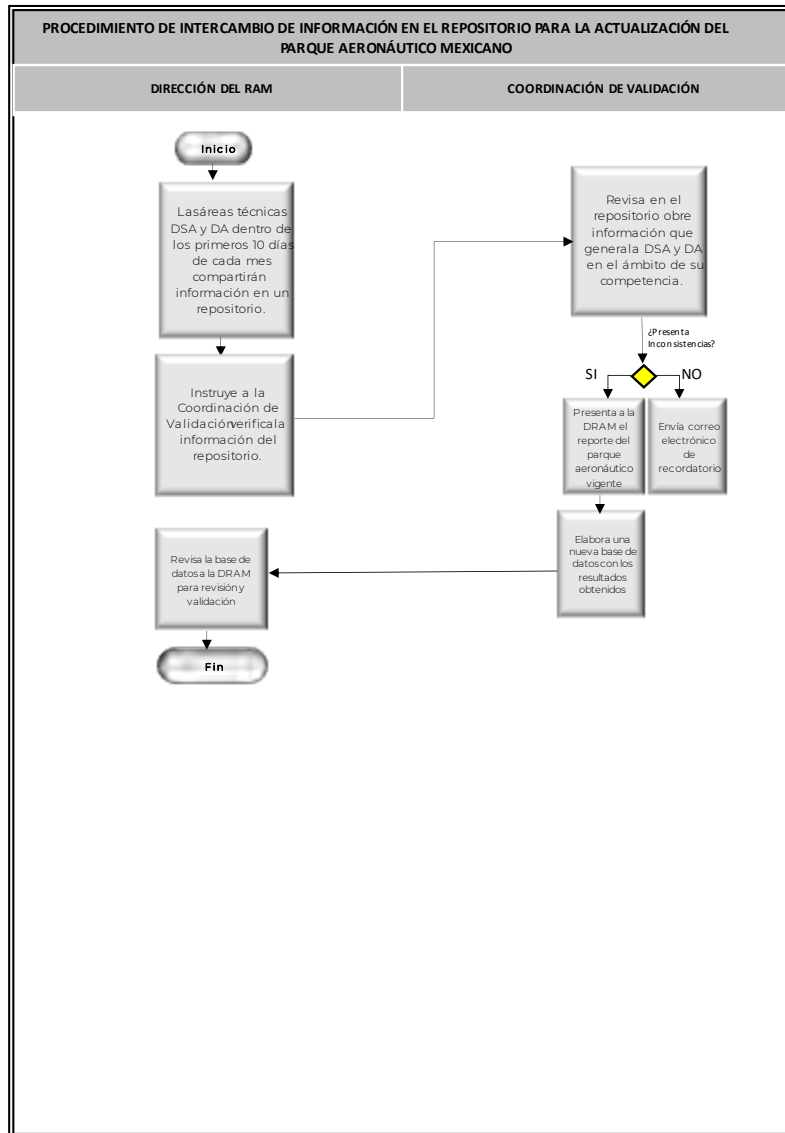 PROCEDIMIENTO DE INTERCAMBIO DE INFORMACIÓN EN EL REPOSITORIO PARA LA ACTUALIZACIÓN DEL
PARQUE AERONÁUTICO MEXICANO
DIRECCIÓN DEL RAM
COORDINACIÓN DE VALIDACIÓN
Inicio
Lasáreas técnicas
DSA y DA dentro de
los primeros 10 días
de cada mes
compartirán
información en un
repositorio.
Instruye a la
Coordinación de
Validaciónverificala
información del
repositorio.
Revisa en el
repositorio obre
información que
generala DSA y DA
en el ámbito de su
competencia.
¿Presenta
Inconsistencias?
SI
NO
Presenta a la
DRAM el
reporte del
parque
aeronáutico
vigente
Envía correo
electrónico
de
recordatorio
Elabora una
nueva base de
datos con los
resultados
obtenidos
Revisa la base de
datos a la DRAM
para revisión y
validación
Fin